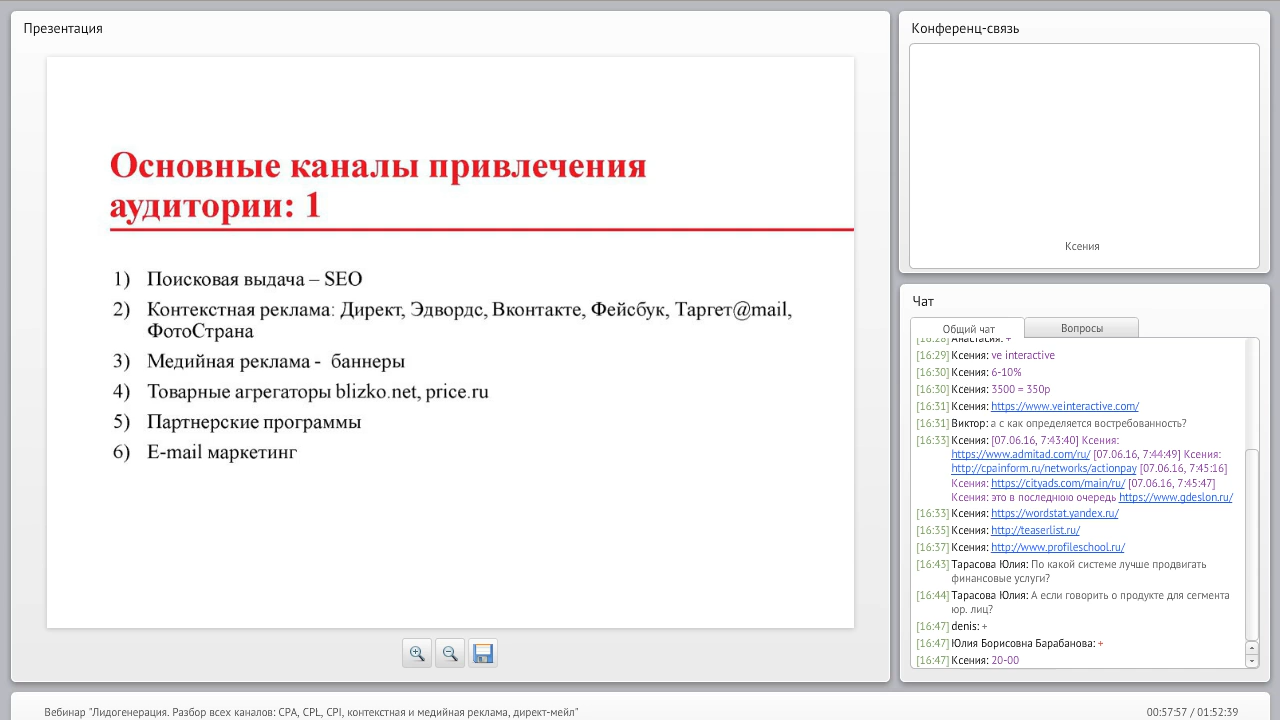 Презентация
Основные каналы привлечения
аудитории: 1
1) Поисковая выдача – SEO
2) Контекстная реклама: Директ, Эдвордс, Вконтакте, Фейсбук, Таргет@mail,
ФотоСтрана
3) Медийная реклама - баннеры
4) Товарные агрегаторы blizko.net, price.ru
5) Партнерские программы
6) E-mail маркетинг
Конференц-связь
Ксения
Чат
Общий чат
Вопросы
[16:28] Анастасия: +
[16:29] Ксения: ve interactive
[16:30] Ксения: 6-10%
[16:30] Ксения: 3500 = 350р
[16:31] Ксения: https://www.veinteractive.com/
[16:31] Виктор: а с как определяется востребованность?
[16:33] Ксения: [07.06.16, 7:43:40] Ксения:
https://www.admitad.com/ru/ [07.06.16, 7:44:49] Ксения:
http://cpainform.ru/networks/actionpay [07.06.16, 7:45:16]
Ксения: https://cityads.com/main/ru/ [07.06.16, 7:45:47]
Ксения: это в последнюю очередь https://www.gdeslon.ru/
[16:33] Ксения: https://wordstat.yandex.ru/
[16:35] Ксения: http://teaserlist.ru/
[16:37] Ксения: http://www.profileschool.ru/
[16:43] Тарасова Юлия: По какой системе лучше продвигать
финансовые услуги?
[16:44] Тарасова Юлия: А если говорить о продукте для сегмента
юр. лиц?
[16:47] denis: +
[16:47] Юлия Борисовна Барабанова: +
[16:47] Ксения: 20-00
Вебинар "Лидогенерация. Разбор всех каналов: CPA, CPL, CPI, контекстная и медийная реклама, директ-мейл"
00:57:57 / 01:52:39